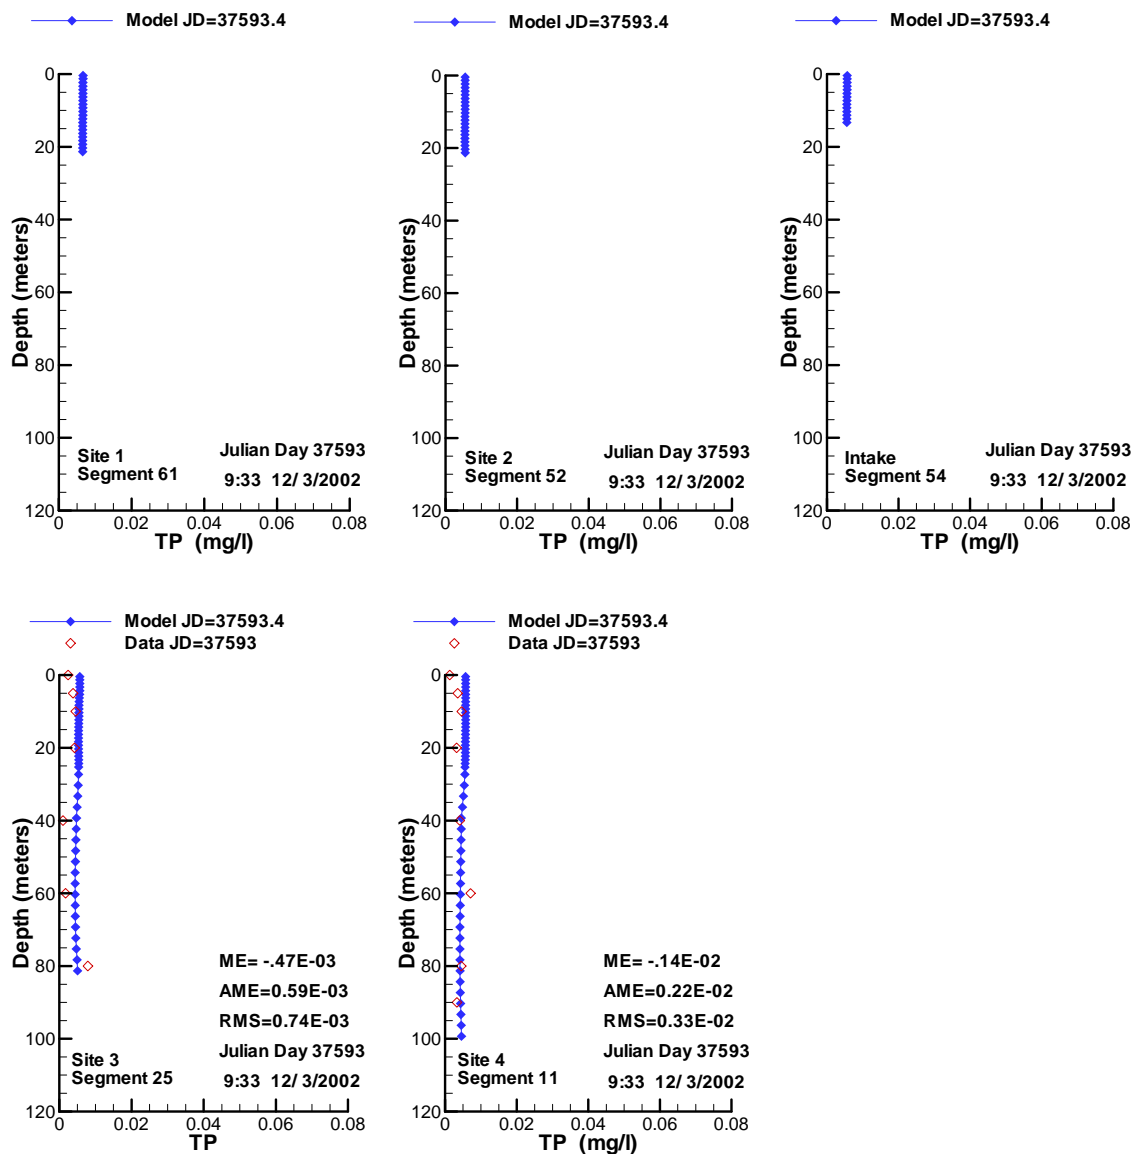 Model JD=37593.4
0
20
40
60
80
100
120
Depth (meters)
Site 1
Segment 61
Julian Day 37593
9:33 12/ 3/2002
0 0.02 0.04 0.06 0.08
TP (mg/l)
Model JD=37593.4
0
20
40
60
80
100
120
Depth (meters)
Site 2
Segment 52
Julian Day 37593
9:33 12/ 3/2002
0 0.02 0.04 0.06 0.08
TP (mg/l)
Model JD=37593.4
0
20
40
60
80
100
120
Depth (meters)
Intake
Segment 54
Julian Day 37593
9:33 12/ 3/2002
0 0.02 0.04 0.06 0.08
TP (mg/l)
Model JD=37593.4
Data JD=37593
0
20
40
60
80
100
120
Depth (meters)
ME= -.47E-03
AME=0.59E-03
RMS=0.74E-03
Site 3
Segment 25
Julian Day 37593
9:33 12/ 3/2002
0 0.02 0.04 0.06 0.08
TP
Model JD=37593.4
Data JD=37593
0
20
40
60
80
100
120
Depth (meters)
ME= -.14E-02
AME=0.22E-02
RMS=0.33E-02
Site 4
Segment 11
Julian Day 37593
9:33 12/ 3/2002
0 0.02 0.04 0.06 0.08
TP (mg/l)